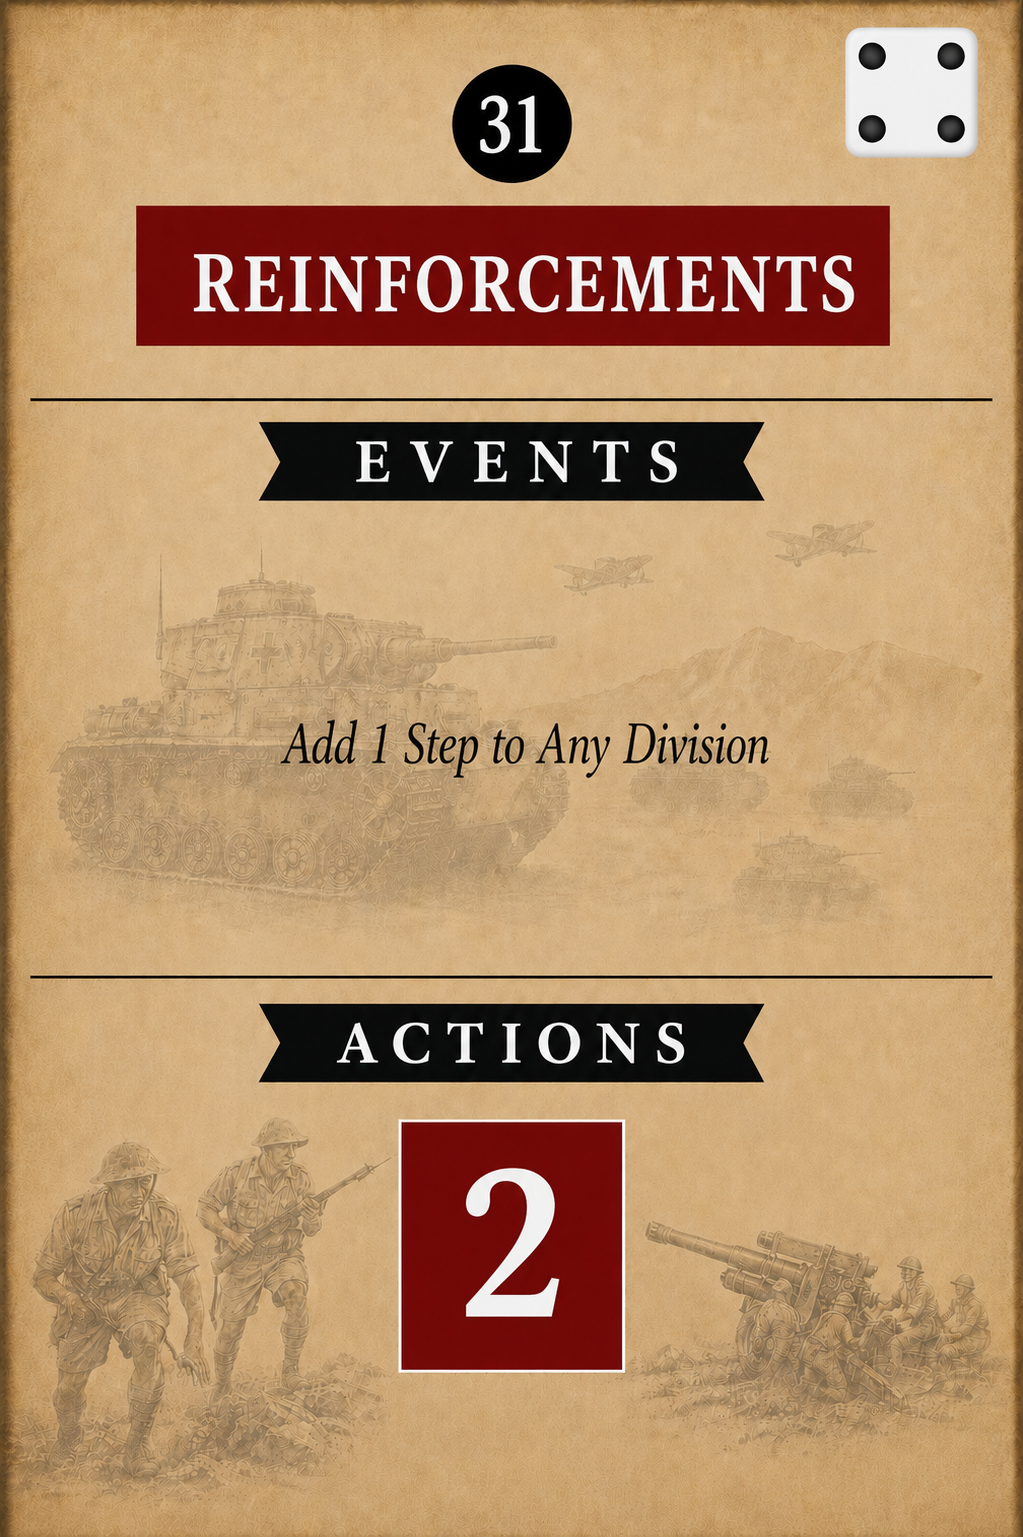 31
REINFORCEMENTS
EVENTS
Add 1 Step to Any Division
ACTIONS
2